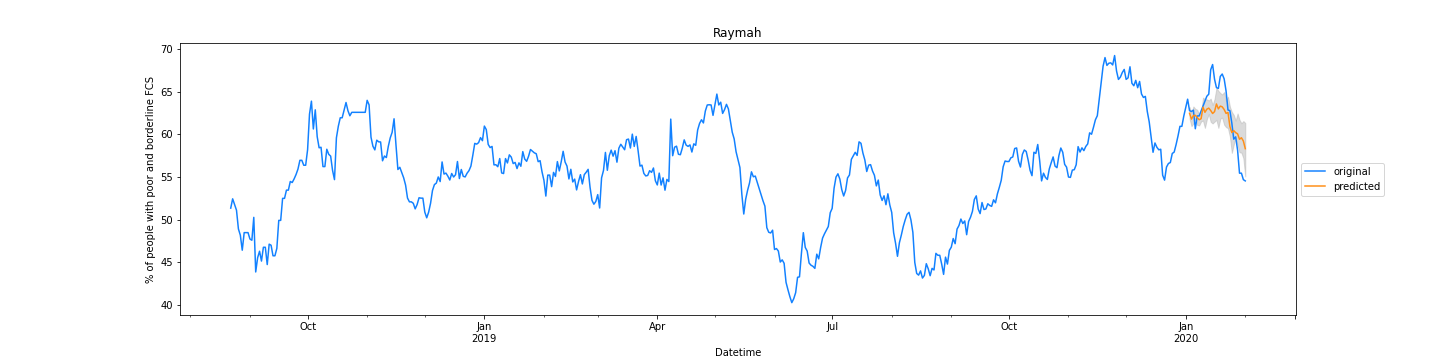 Raymah
% of people with poor and borderline FCS
70
65
60
55
50
45
40
Oct
Jan
2019
Apr
Jul
Oct
Jan
2020
Datetime
original
predicted